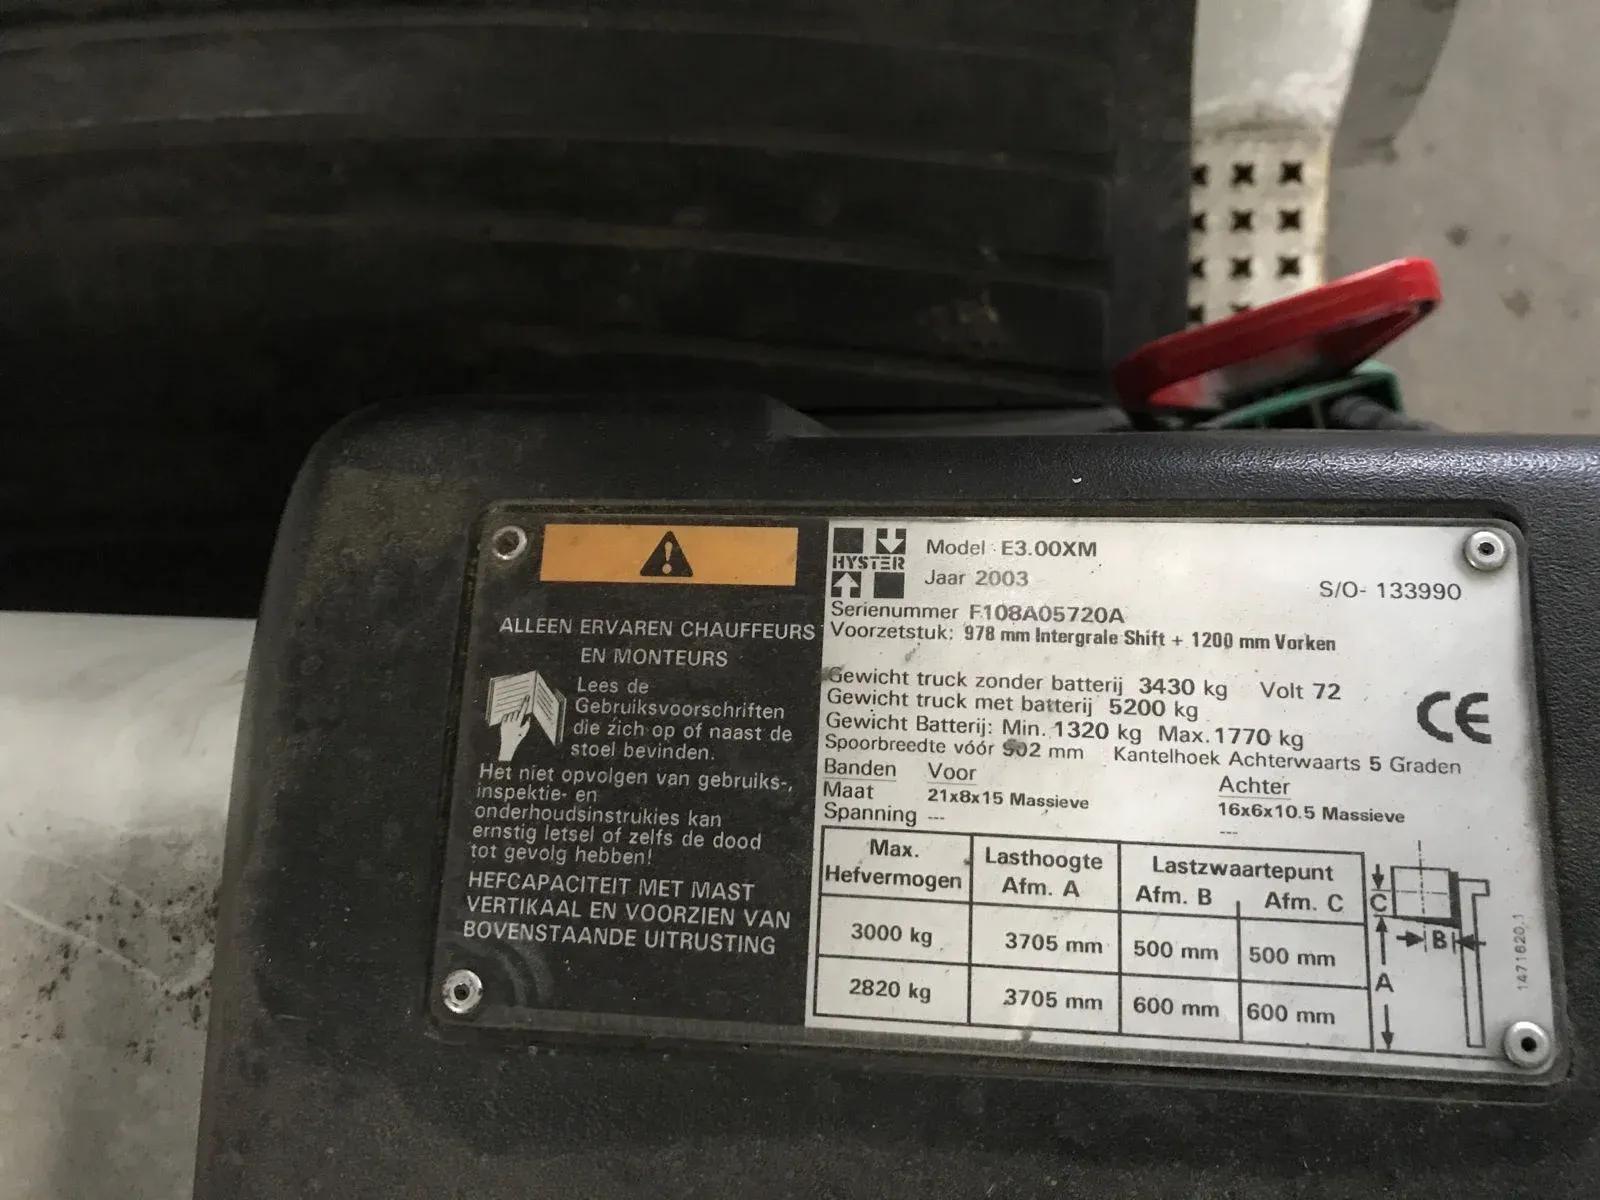 ALLEEN ERVAREN CHAUFFEURS
EN MONTEURS
Lees de
Gebruiksvoorschriften
die zich op of naast de
stoel bevinden.
Het niet opvolgen van gebruiks-,
inspektie- en
onderhoudsinstrukies kan
ernstig letsel of zelfs de dood
tot gevolg hebben!
HEFCAPACITEIT MET MAST
VERTIKAAL EN VOORZIEN VAN
BOVENSTAANDE UITRUSTING
HYSTER
Model E3.00XM
Jaar 2003
S/O- 133990
Serienummer F108A05720A
Voorzetstuk: 978 mm Intergrale Shift + 1200 mm Vorken
Gewicht truck zonder batterij 3430 kg Volt 72
Gewicht truck met batterij 5200 kg
Gewicht Batterij: Min. 1320 kg Max. 1770 kg
Spoorbreedte vóór 902 mm Kantelhoek Achterwaarts 5 Graden
CE
Banden Voor Achter
Maat 21x8x15 Massieve 16x6x10.5 Massieve
Spanning --- ---
Max. Hefvermogen Lasthoogte Afm. A Lastzwaartepunt Afm. B Afm. C
3000 kg 3705 mm 500 mm 500 mm
2820 kg 3705 mm 600 mm 600 mm
C
B
A
1471620.1